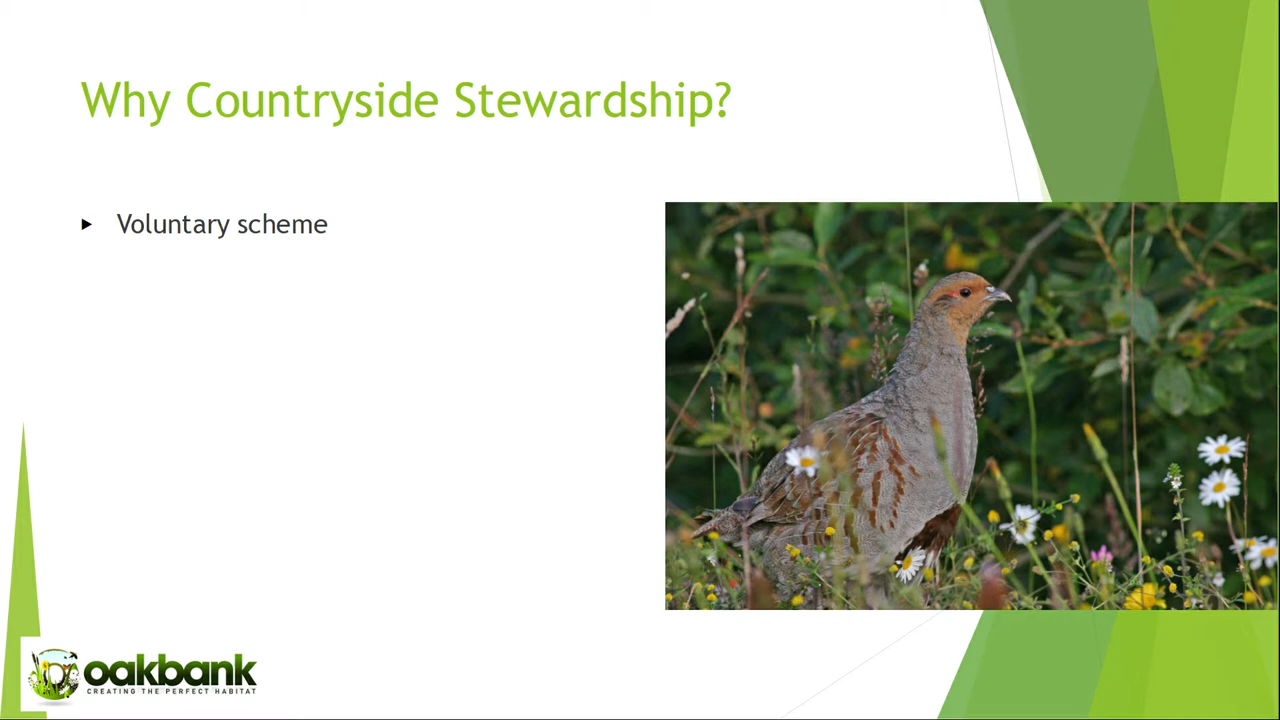 Why Countryside Stewardship?
Voluntary scheme
oakbank
CREATING THE PERFECT HABITAT